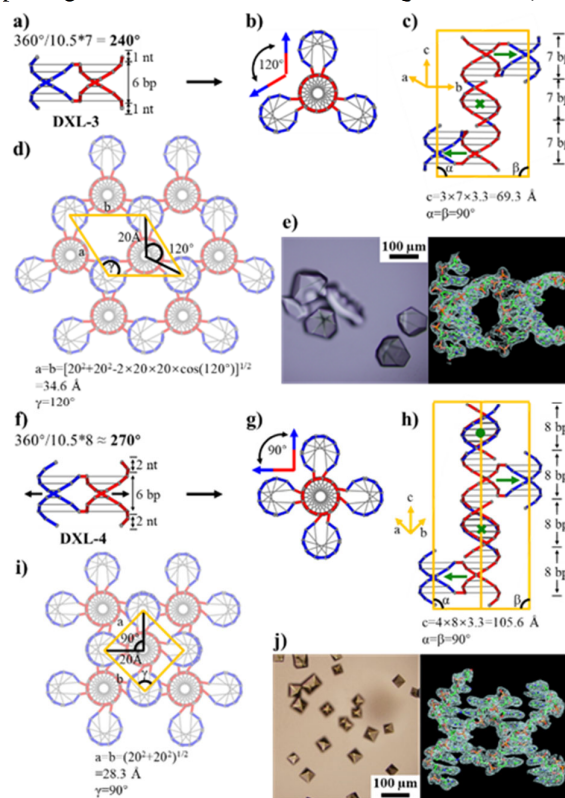 a)
360°/10.5*7 = 240°
1 nt
6 bp
1 nt
DXL-3
b)
120°
c)
c
a
b
α
β
7 bp
7 bp
7 bp
c=3×7×3.3=69.3 Å
α=β=90°
d)
b
a
20Å
120°
γ
a=b=[20²+20²-2×20×20×cos(120°)]¹/²
=34.6 Å
γ=120°
e)
100 μm
f)
360°/10.5*8 ≈ 270°
2 nt
6 bp
2 nt
DXL-4
g)
90°
h)
c
a
b
α
β
8 bp
8 bp
8 bp
8 bp
c=4×8×3.3=105.6 Å
α=β=90°
i)
a
90°
20Å
b
γ
a=b=(20²+20²)¹/²
=28.3 Å
γ=90°
j)
100 μm